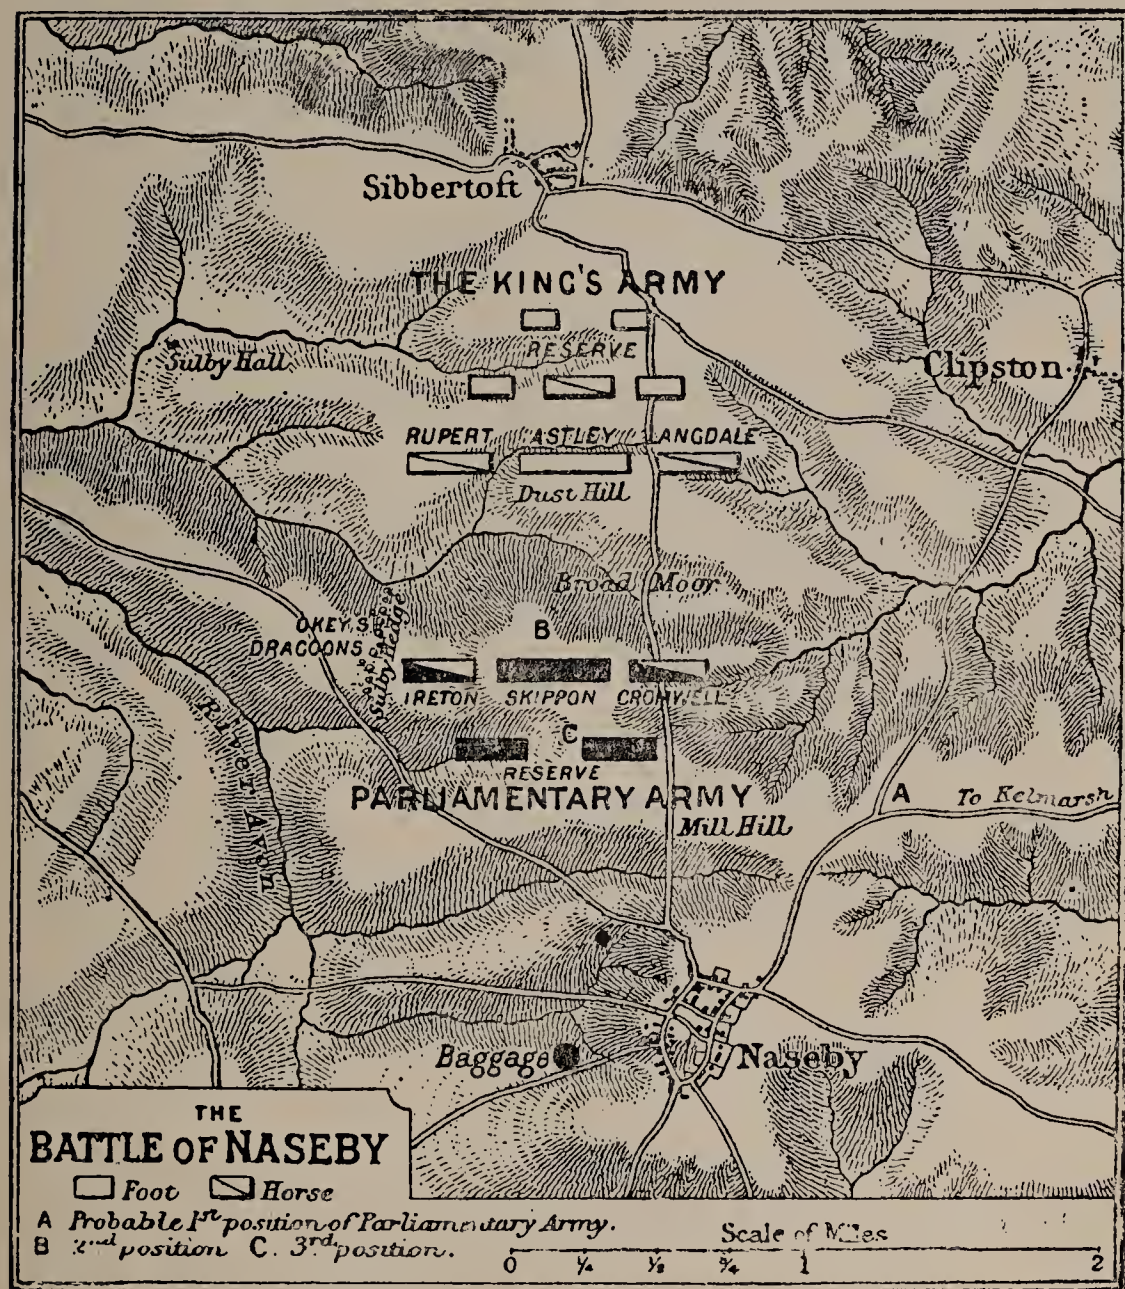 Sibbertoft
THE KING'S ARMY
RESERVE
Sulby Hall
Clipston
RUPERT ASTLEY LANGDALE
Dust Hill
Broad Moor
OKEY'S
DRAGOONS
Sulby Hedge
B
IRETON SKIPPON CROMWELL
River Avon
C
RESERVE
PARLIAMENTARY ARMY
A To Kelmarsh
Mill Hill
Baggage
Naseby
THE
BATTLE OF NASEBY
Foot Horse
A Probable 1st position of Parliamentary Army.
B 2nd position C. 3rd position.
Scale of Miles
0 1/4 1/2 3/4 1 2